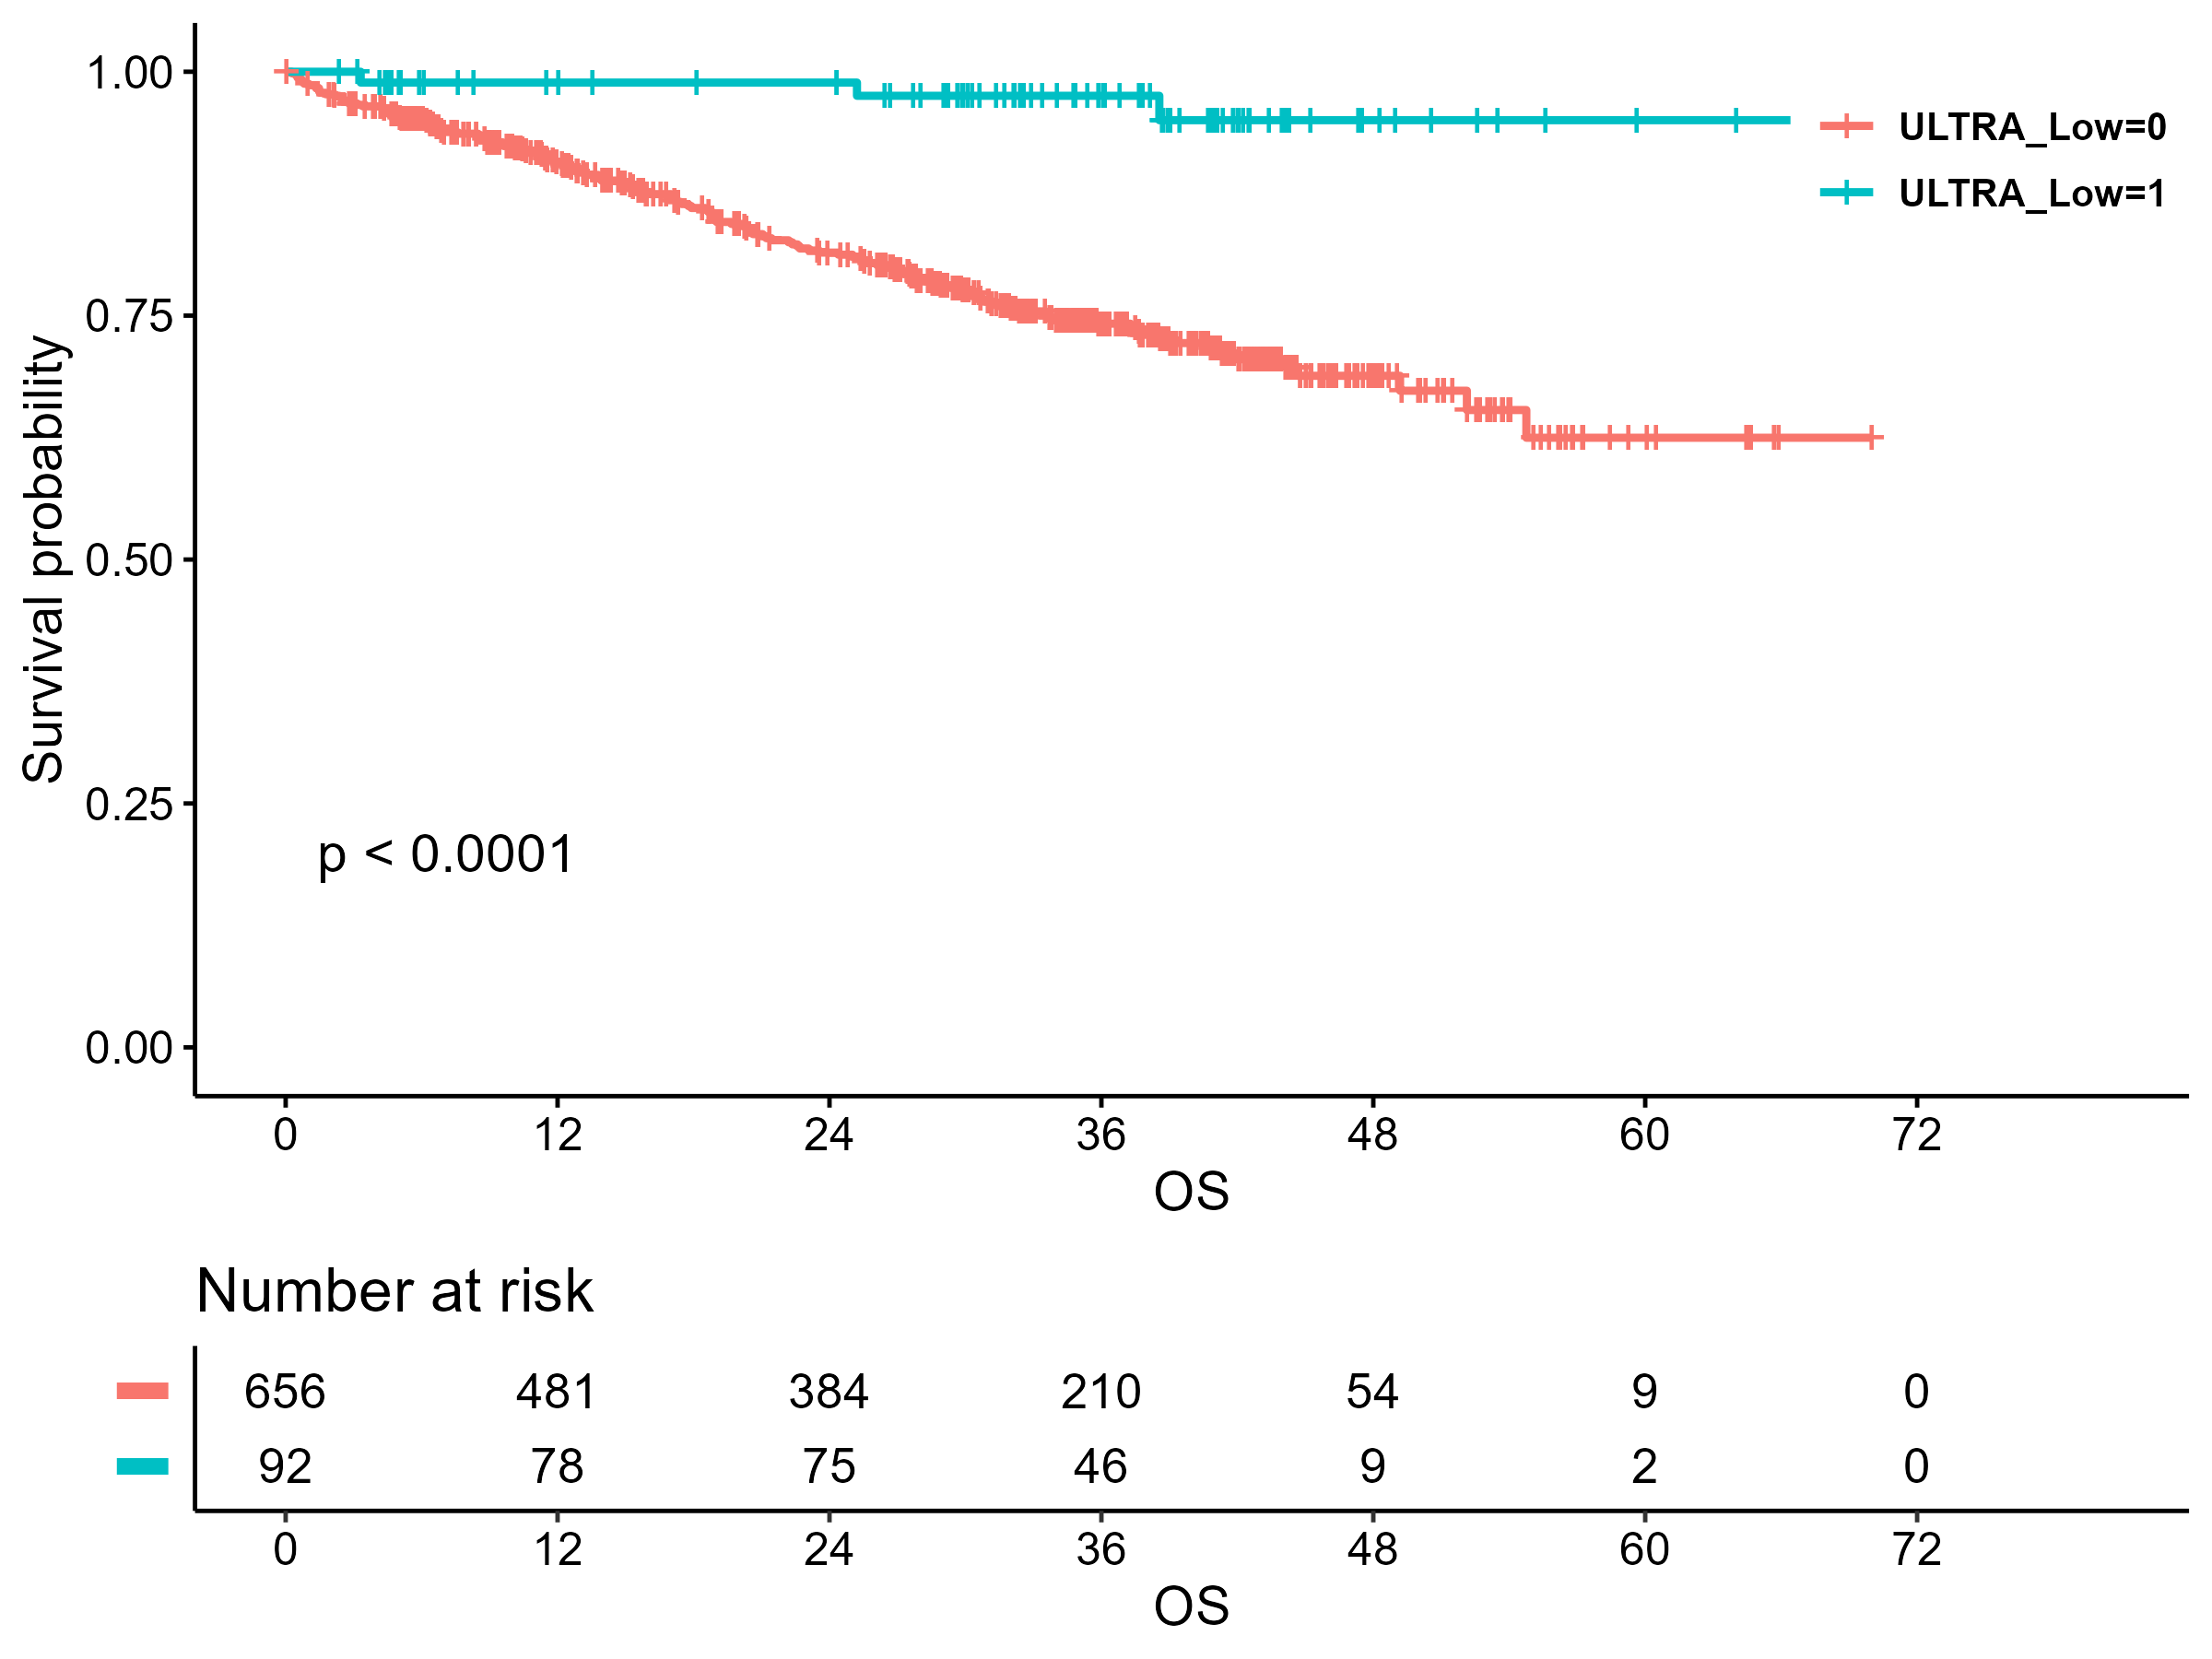 1.00
0.75
0.50
0.25
0.00
Survival probability
ULTRA_Low=0
ULTRA_Low=1
p < 0.0001
0 12 24 36 48 60 72
OS
Number at risk
656 481 384 210 54 9 0
92 78 75 46 9 2 0
0 12 24 36 48 60 72
OS